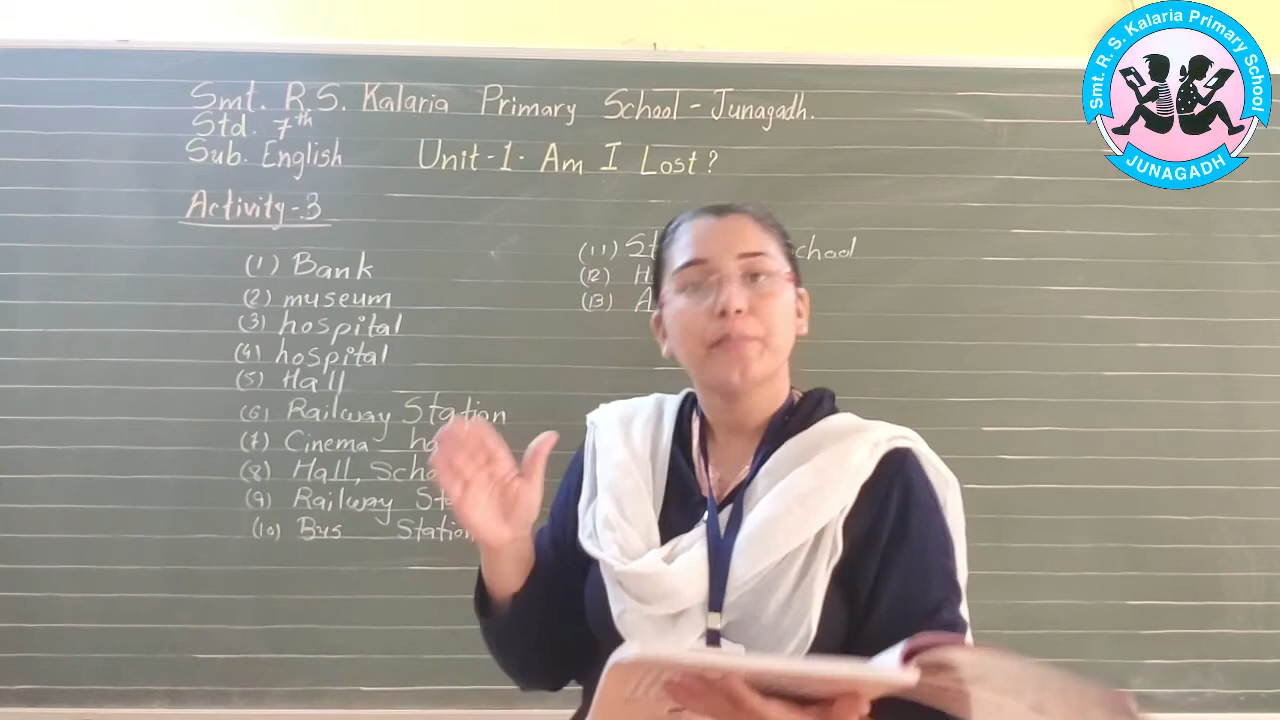 Smt. R.S. Kalaria Primary School - Junagadh.
Std. 7th
Sub. English Unit-1. Am I Lost?
Activity-3
(1) Bank
(2) museum
(3) hospital
(4) hospital
(5) Hall
(6) Railway Station
(7) Cinema
(8) Hall,
(9) Railway
(10) Bus Station
(11)
(12)
(13)
Smt. R. S. Kalaria Primary School
JUNAGADH